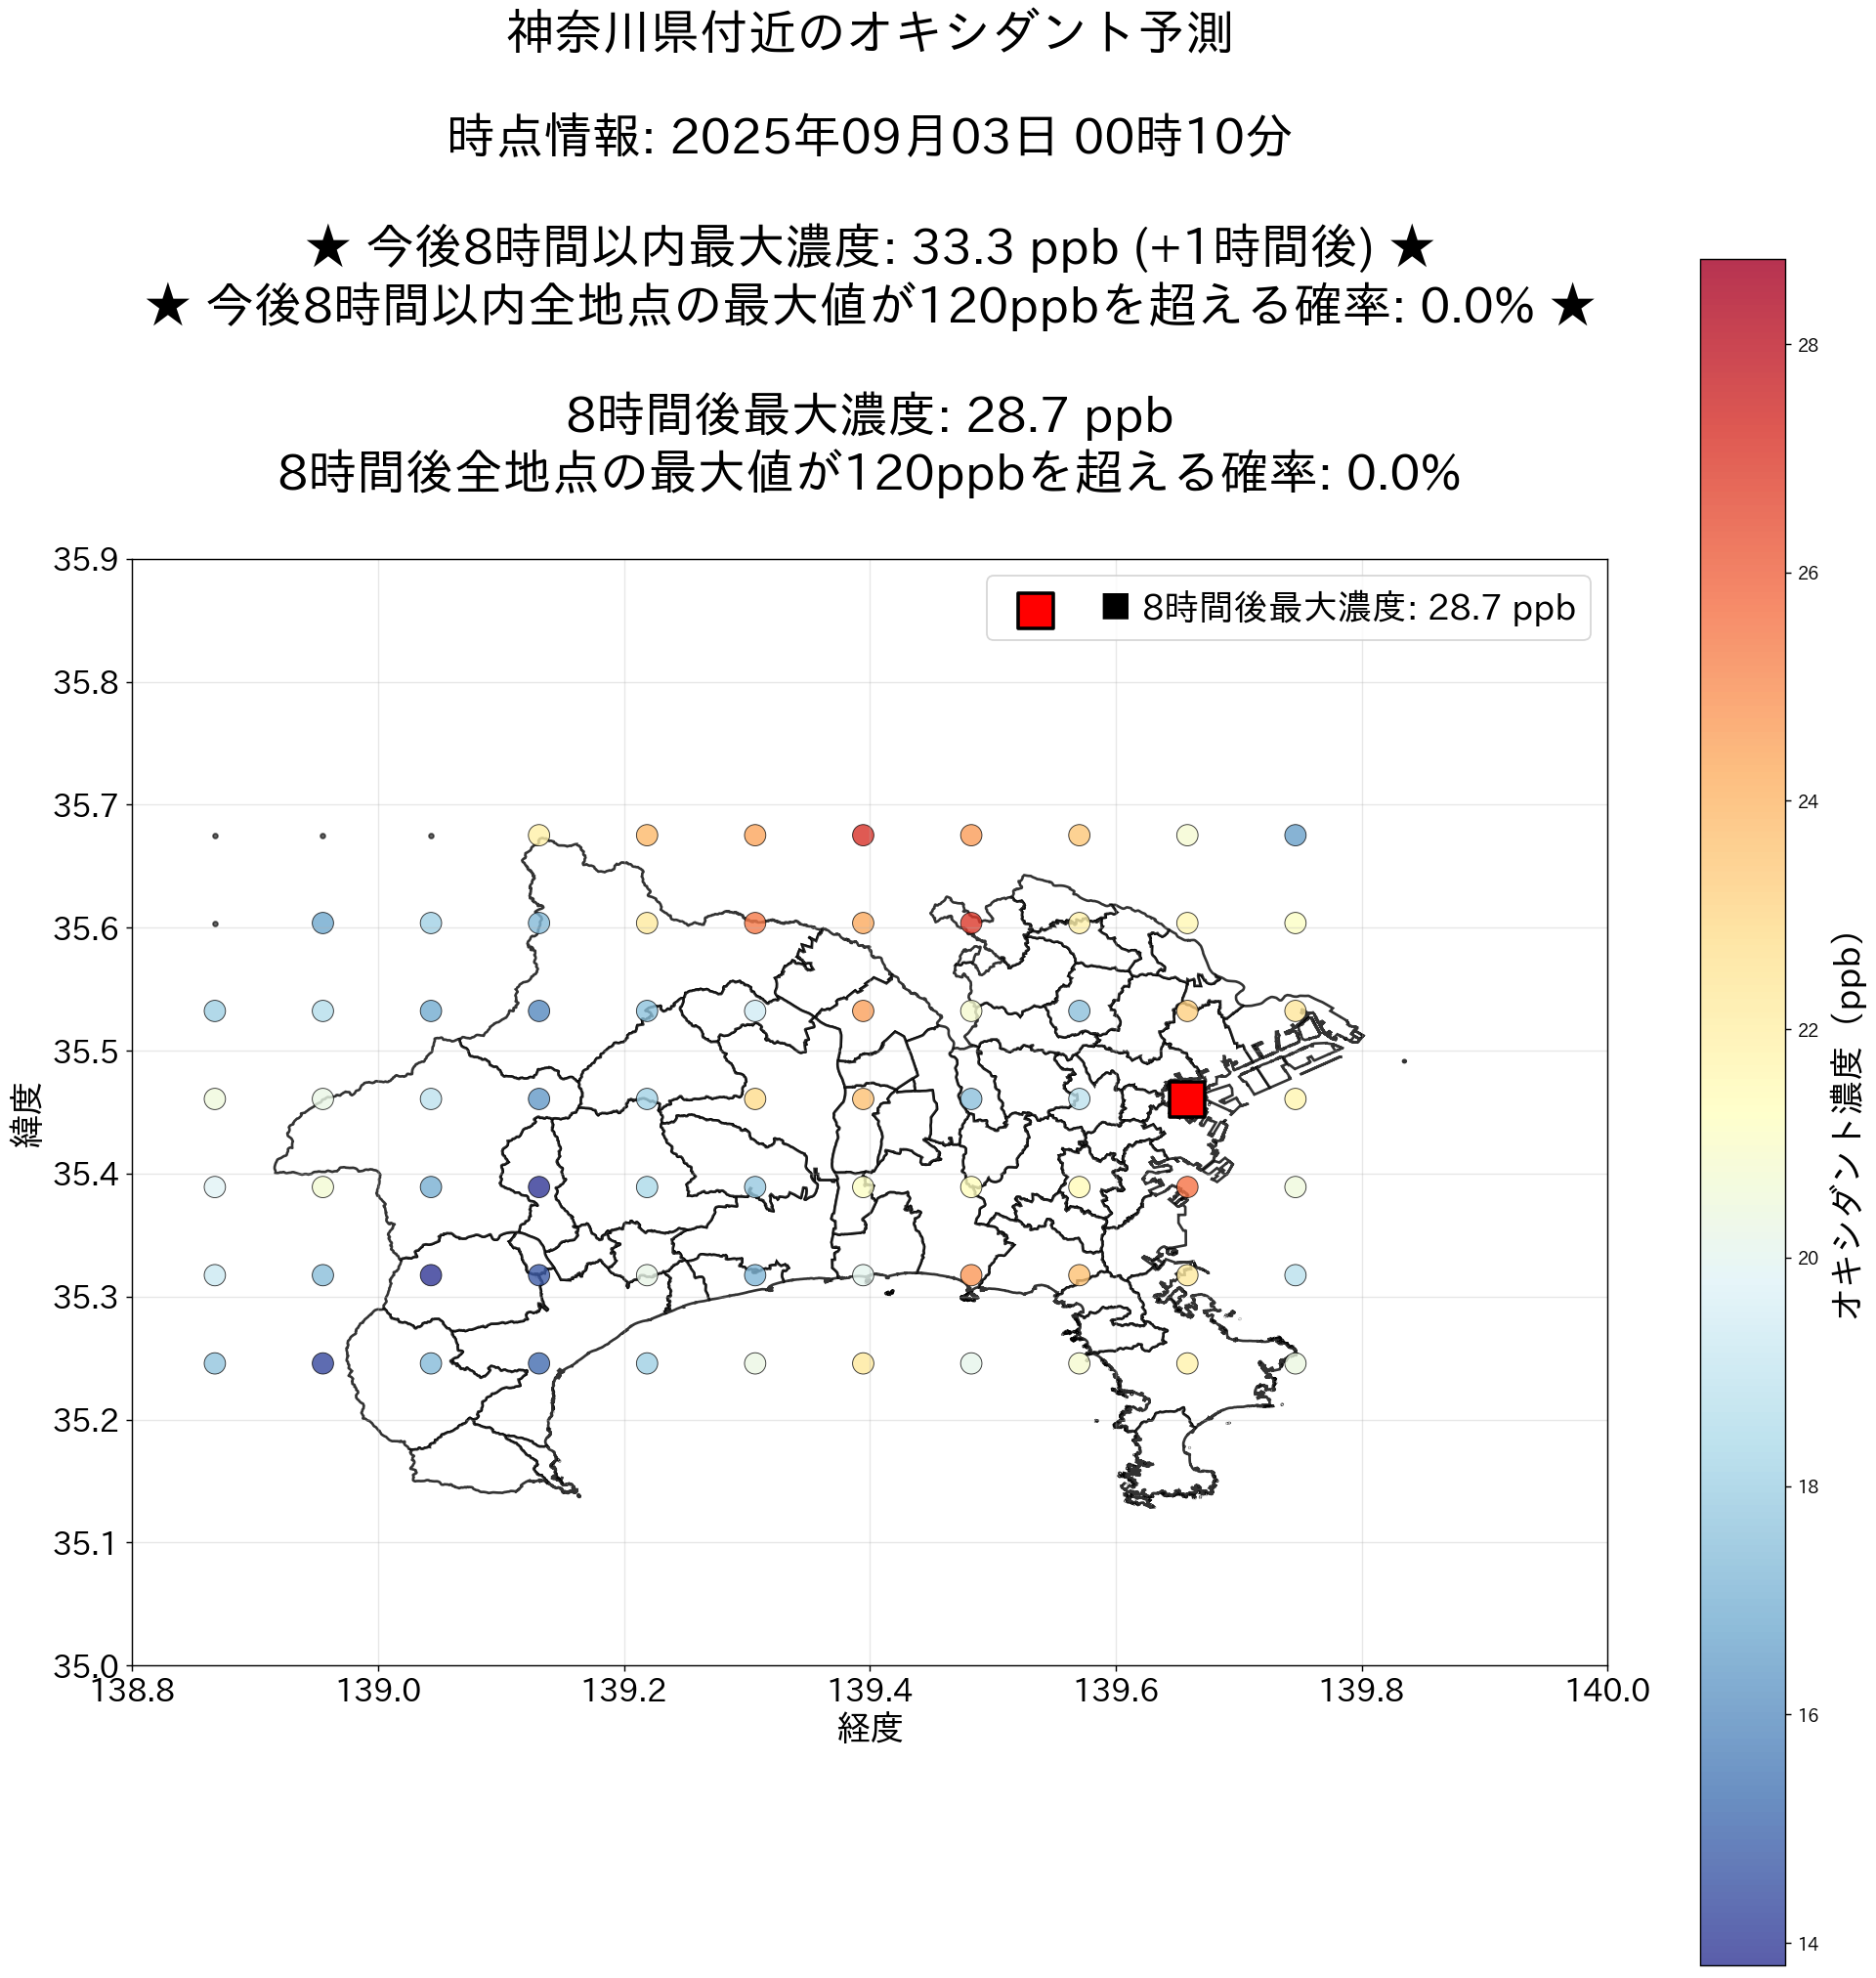 神奈川県付近のオキシダント予測
時点情報: 2025年09月03日 00時10分
★ 今後8時間以内最大濃度: 33.3 ppb (+1時間後) ★
★ 今後8時間以内全地点の最大値が120ppbを超える確率: 0.0% ★
8時間後最大濃度: 28.7 ppb
8時間後全地点の最大値が120ppbを超える確率: 0.0%
■ 8時間後最大濃度: 28.7 ppb
35.9
35.8
35.7
35.6
35.5
35.4
35.3
35.2
35.1
35.0
緯度
138.8
139.0
139.2
139.4
139.6
139.8
140.0
経度
28
26
24
22
20
18
16
14
オキシダント濃度（ppb）